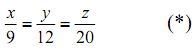 x/9 = y/12 = z/20 (*)